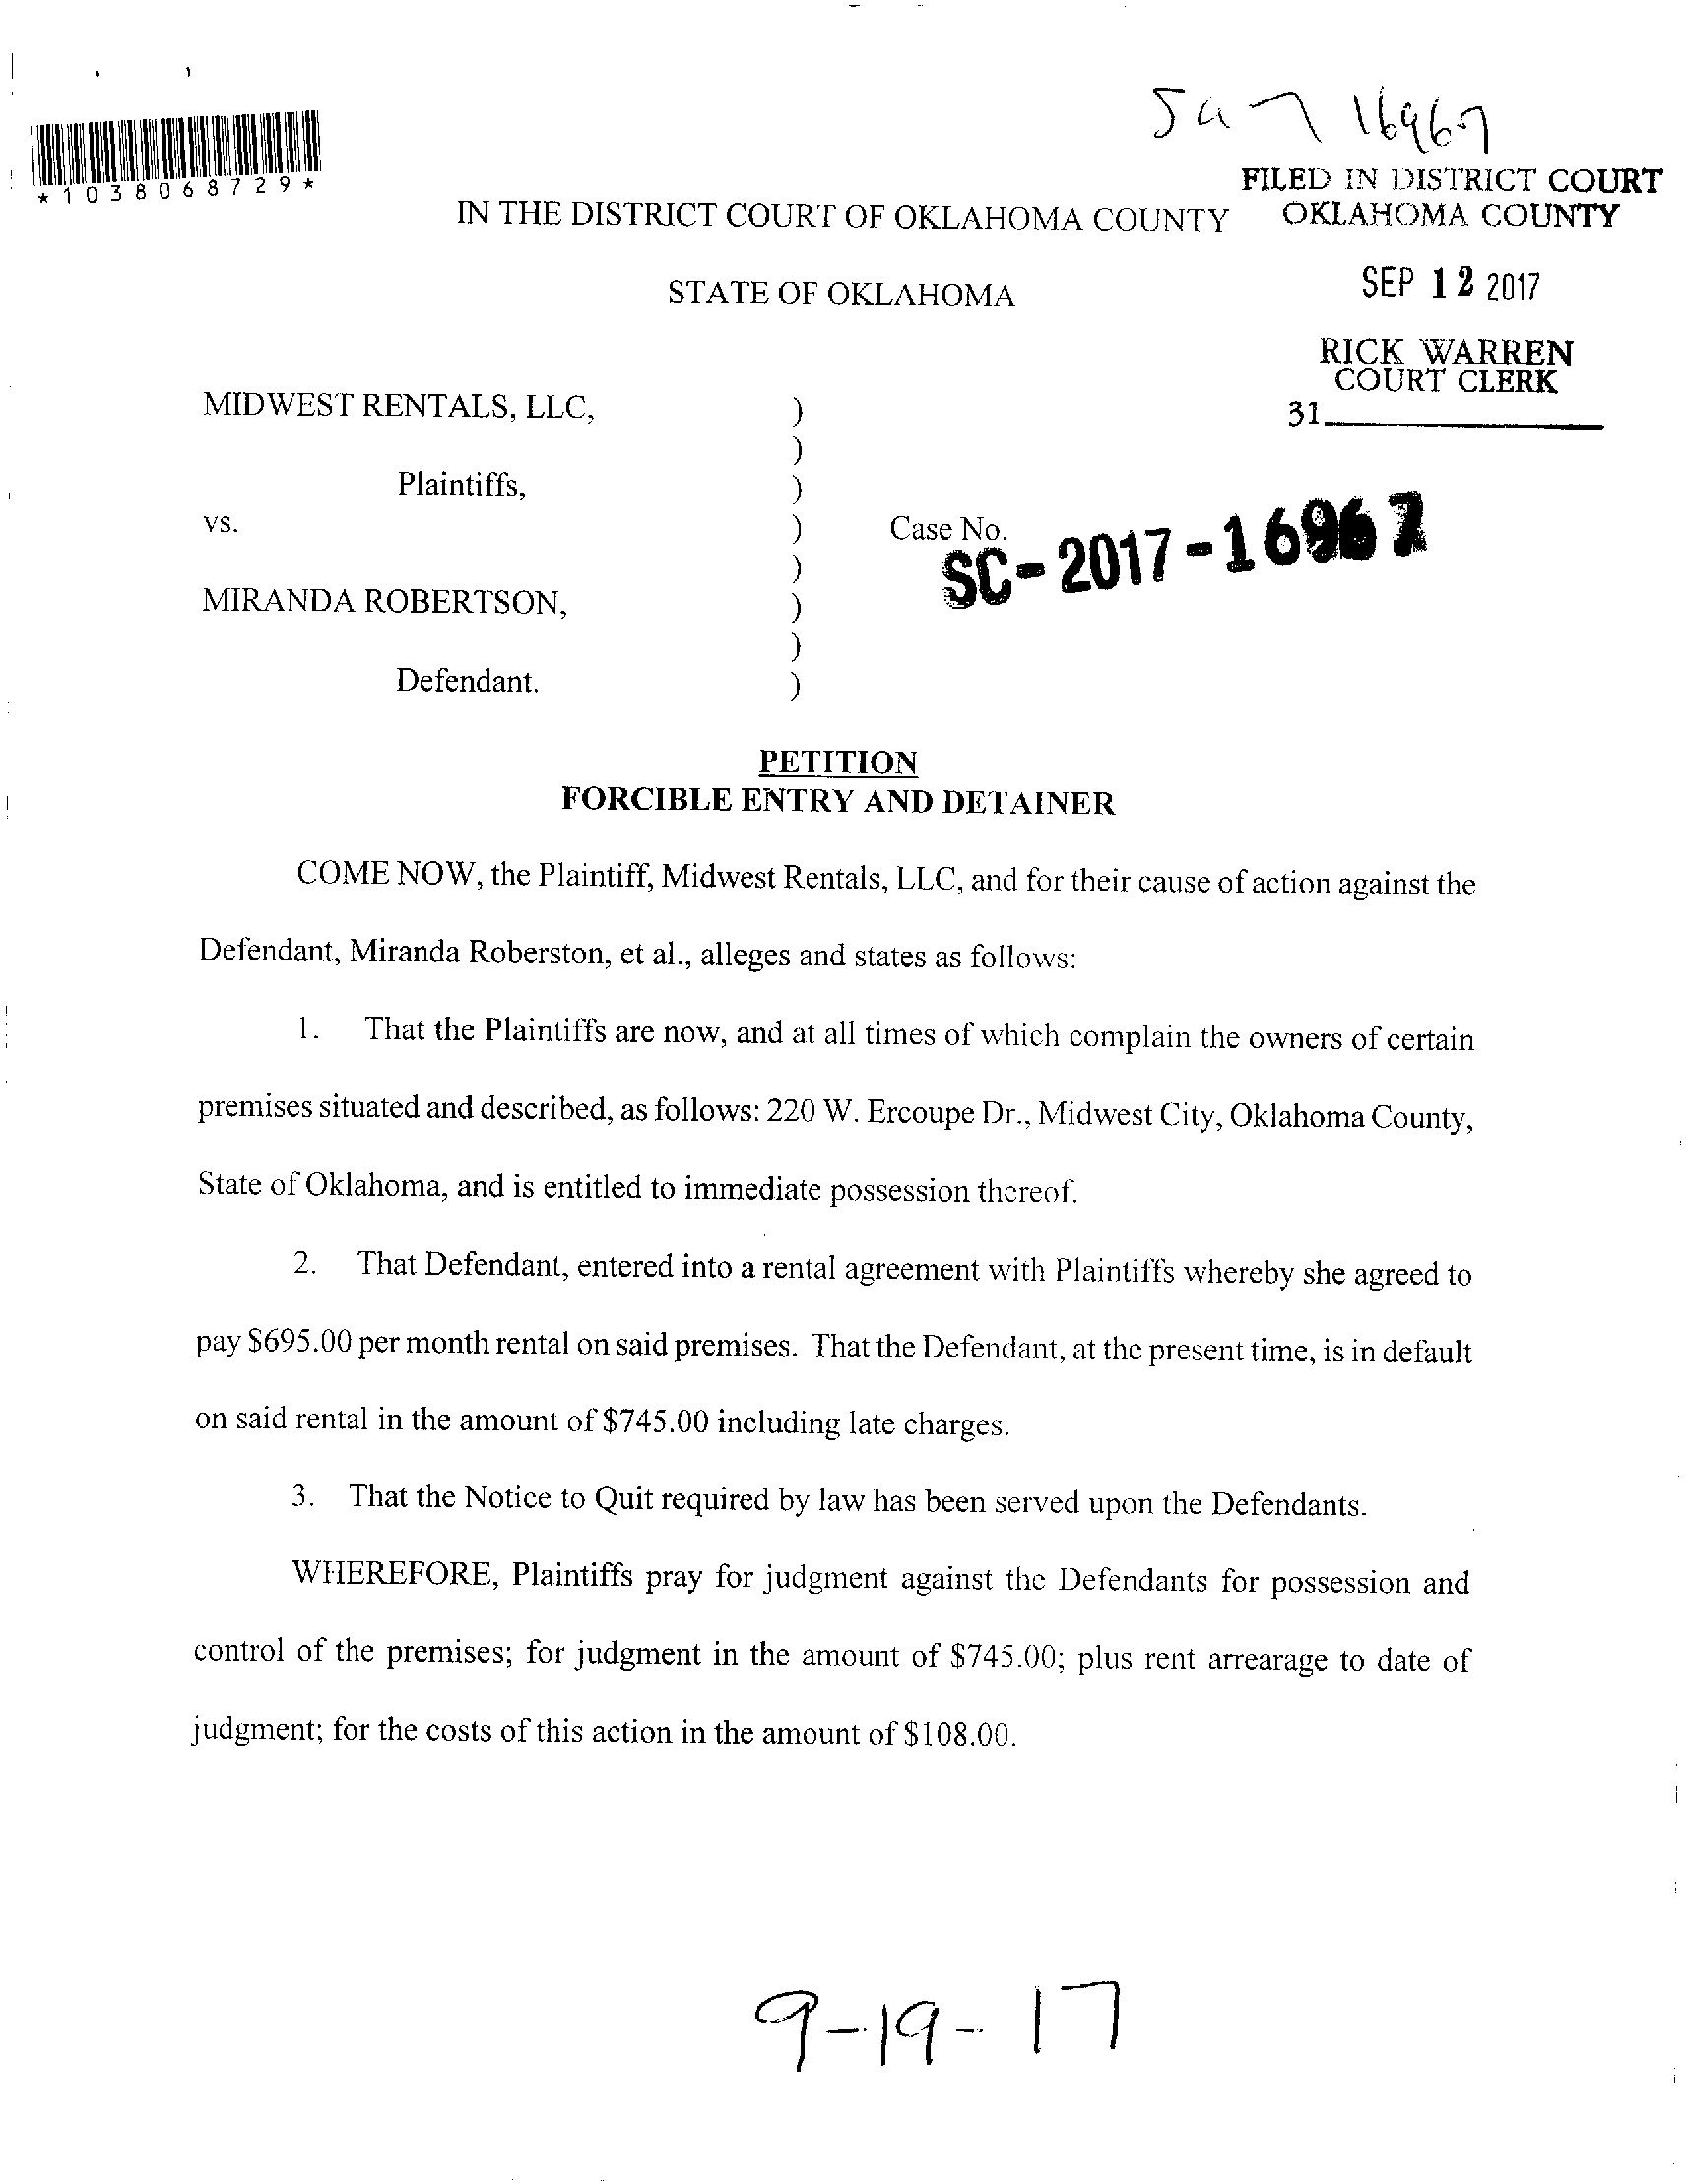 Sa 7 16967
*1038068729*
FILED IN DISTRICT COURT
OKLAHOMA COUNTY
IN THE DISTRICT COURT OF OKLAHOMA COUNTY
STATE OF OKLAHOMA
SEP 12 2017
RICK WARREN
COURT CLERK
31
MIDWEST RENTALS, LLC, )
)
Plaintiffs, )
vs. ) Case No.
SC-2017-16967
)
MIRANDA ROBERTSON, )
)
Defendant. )
PETITION
FORCIBLE ENTRY AND DETAINER
COME NOW, the Plaintiff, Midwest Rentals, LLC, and for their cause of action against the
Defendant, Miranda Roberston, et al., alleges and states as follows:
1. That the Plaintiffs are now, and at all times of which complain the owners of certain
premises situated and described, as follows: 220 W. Ercoupe Dr., Midwest City, Oklahoma County,
State of Oklahoma, and is entitled to immediate possession thereof.
2. That Defendant, entered into a rental agreement with Plaintiffs whereby she agreed to
pay $695.00 per month rental on said premises. That the Defendant, at the present time, is in default
on said rental in the amount of $745.00 including late charges.
3. That the Notice to Quit required by law has been served upon the Defendants.
WHEREFORE, Plaintiffs pray for judgment against the Defendants for possession and
control of the premises; for judgment in the amount of $745.00; plus rent arrearage to date of
judgment; for the costs of this action in the amount of $108.00.
9-19-17